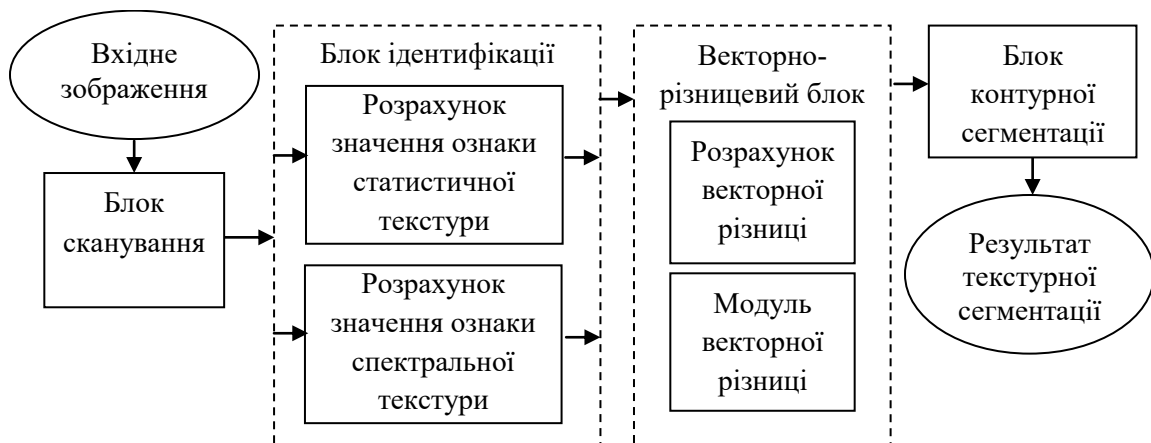 Вхідне
зображення
Блок
сканування
Блок ідентифікації
Розрахунок
значення ознаки
статистичної
текстури
Розрахунок
значення ознаки
спектральної
текстури
Векторно-
різницевий блок
Розрахунок
векторної
різниці
Модуль
векторної
різниці
Блок
контурної
сегментації
Результат
текстурної
сегментації